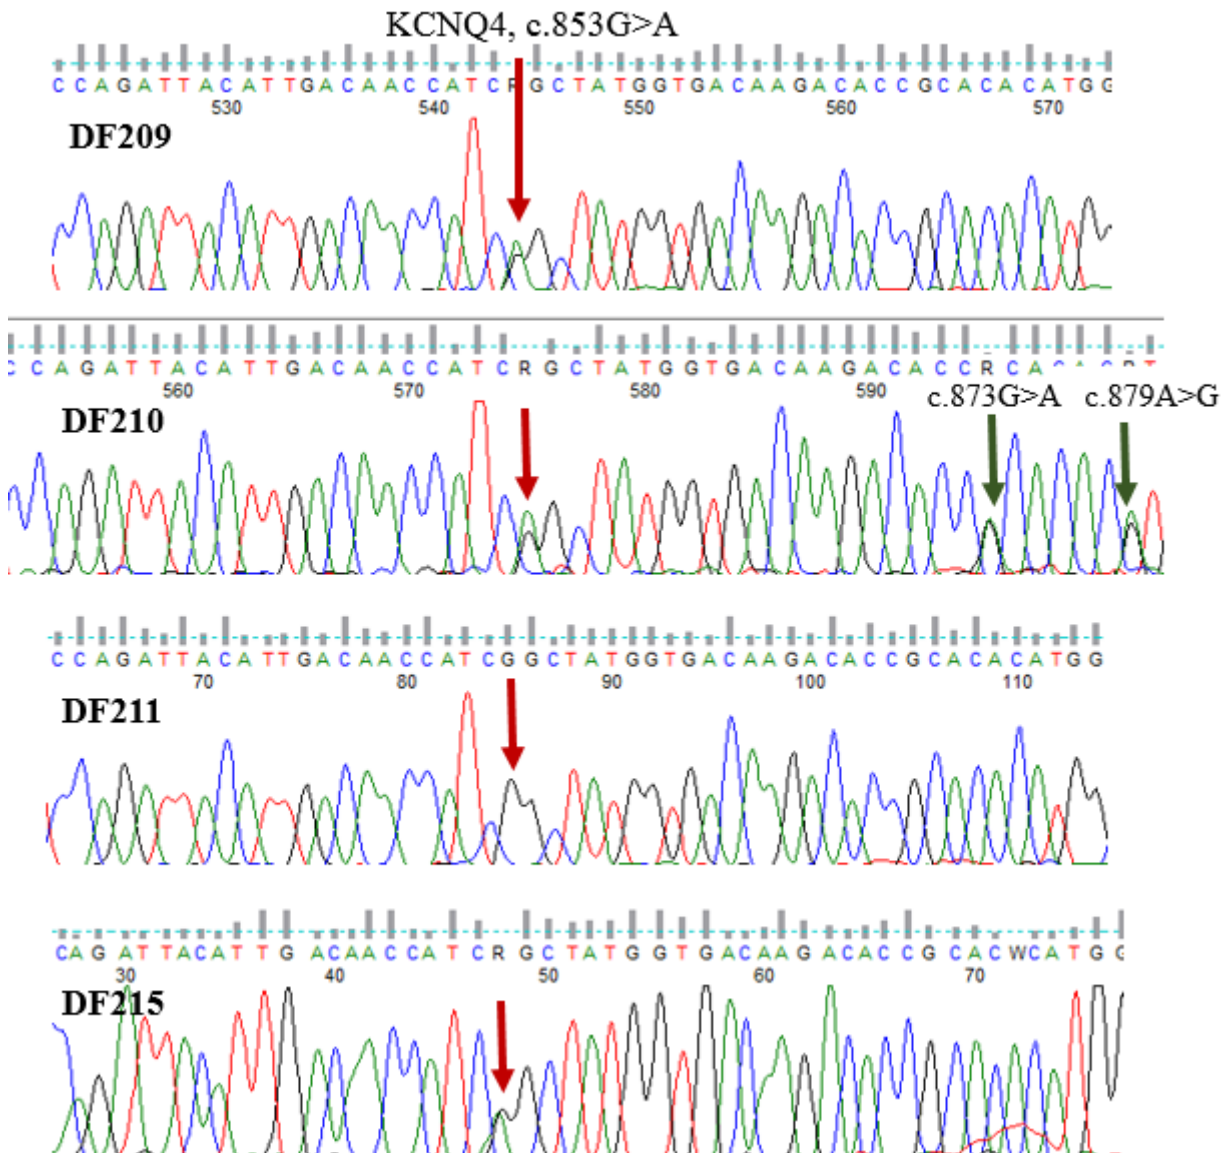 KCNQ4, c.853G>A
CCAGATTACATTGACAACCATCRGCTATGGTGACAAGACACCGCACACATGG
530 540 550 560 570
DF209
CCAGATTACATTGACAACCATCRGCTATGGTGACAAGACACCRCA
560 570 580 590
c.873G>A c.879A>G
DF210
CCAGATTACATTGACAACCATCGGCTATGGTGACAAGACACCGCACACATGG
70 80 90 100 110
DF211
CAGATTACATTGACAACCATCRGCTATGGTGACAAGACACCGCACWCATGG
30 40 50 60 70
DF215